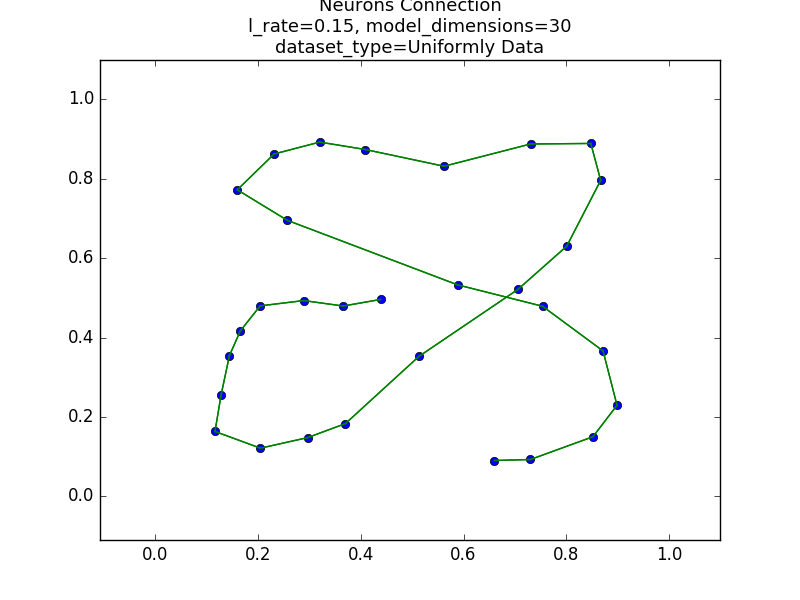 Neurons Connection
l_rate=0.15, model_dimensions=30
dataset_type=Uniformly Data
1.0
0.8
0.6
0.4
0.2
0.0
0.0 0.2 0.4 0.6 0.8 1.0